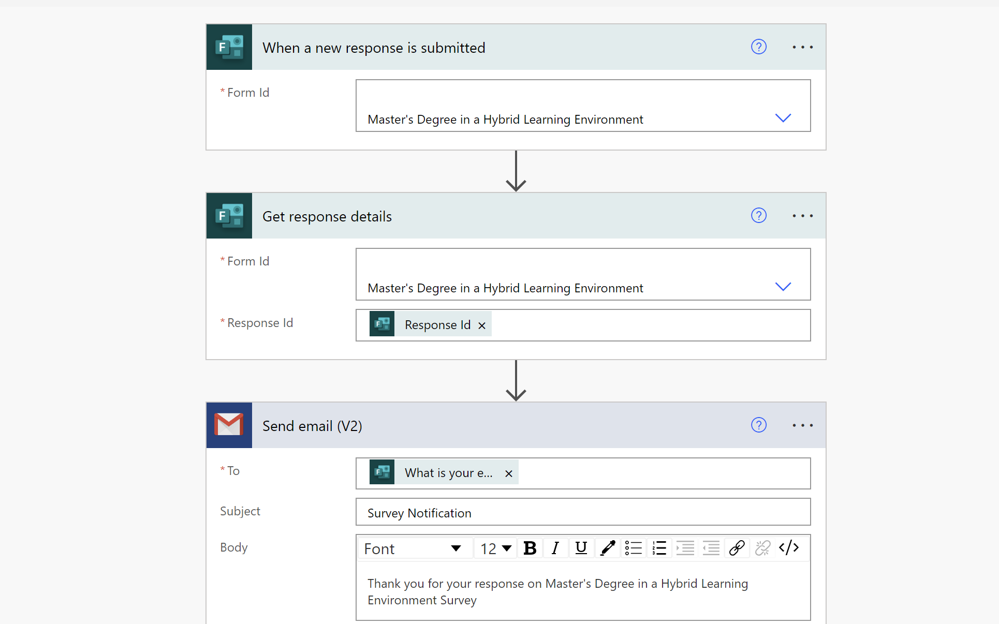 F
When a new response is submitted
?
* Form Id
Master's Degree in a Hybrid Learning Environment
F
Get response details
?
* Form Id
Master's Degree in a Hybrid Learning Environment
* Response Id
F
Response Id ×
Send email (V2)
?
* To
F
What is your e... ×
Subject
Survey Notification
Body
Font 12 B I U </>
Thank you for your response on Master's Degree in a Hybrid Learning
Environment Survey